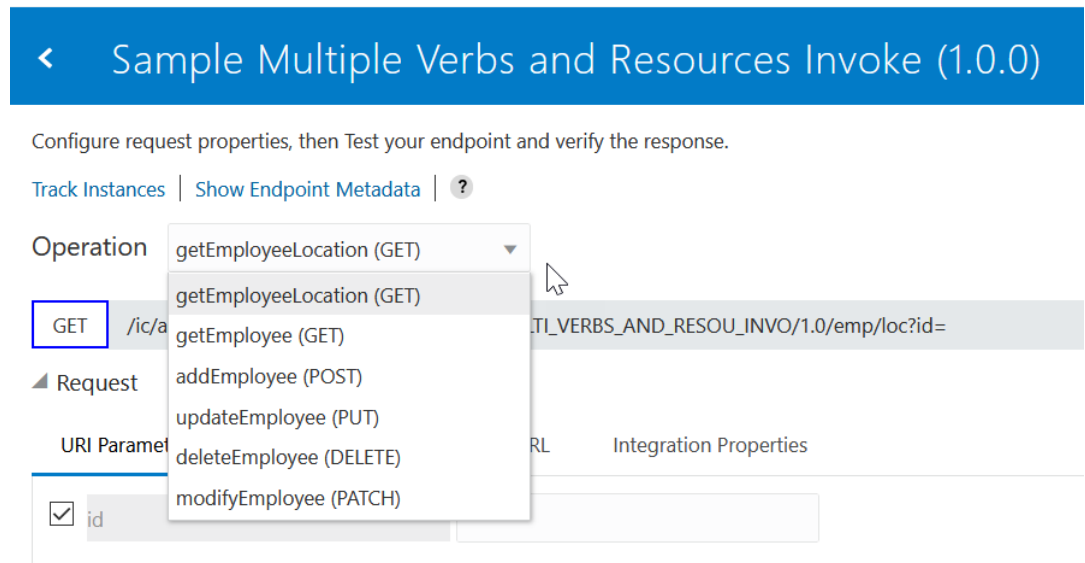 Sample Multiple Verbs and Resources Invoke (1.0.0)
Configure request properties, then Test your endpoint and verify the response.
Track Instances | Show Endpoint Metadata | ?
Operation getEmployeeLocation (GET)
getEmployeeLocation (GET)
GET /ic/a TI_VERBS_AND_RESOU_INVO/1.0/emp/loc?id=
getEmployee (GET)
Request
addEmployee (POST)
updateEmployee (PUT)
URI Paramet RL Integration Properties
deleteEmployee (DELETE)
modifyEmployee (PATCH)
id